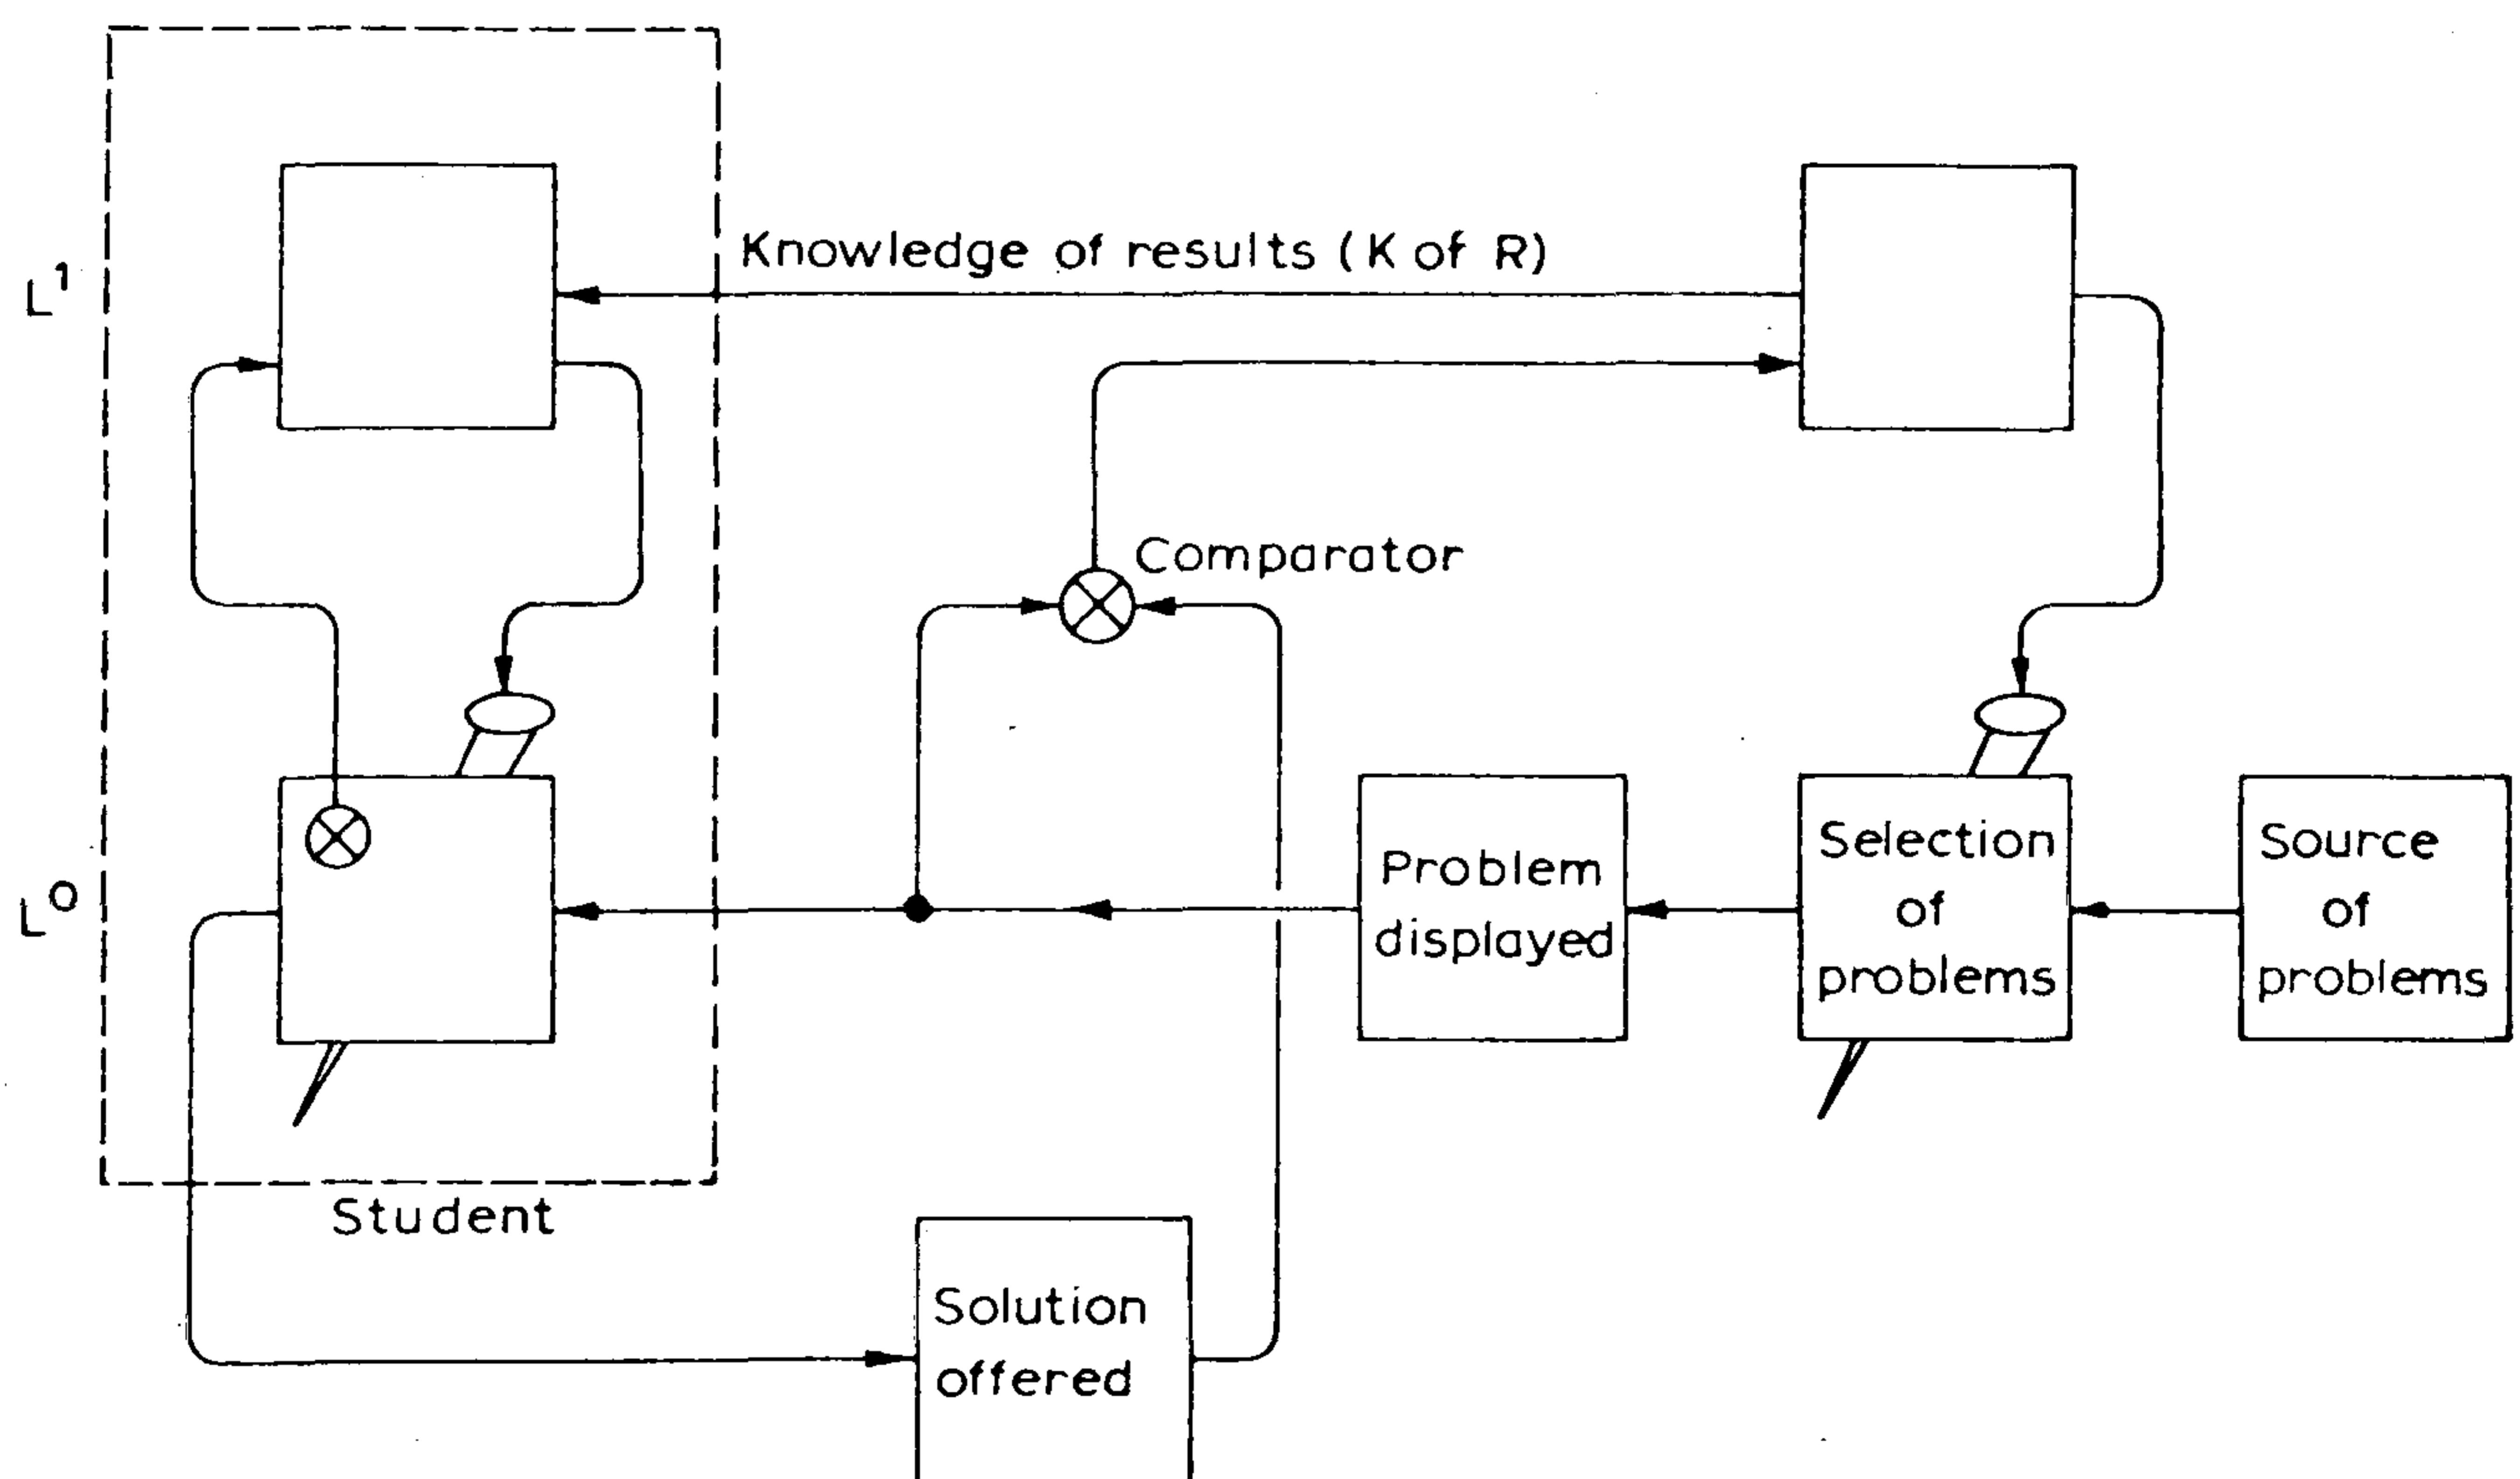 Knowledge of results (K of R)
L¹
Comparator
Problem
displayed
Selection
of
problems
Source
of
problems
L⁰
Student
Solution
offered